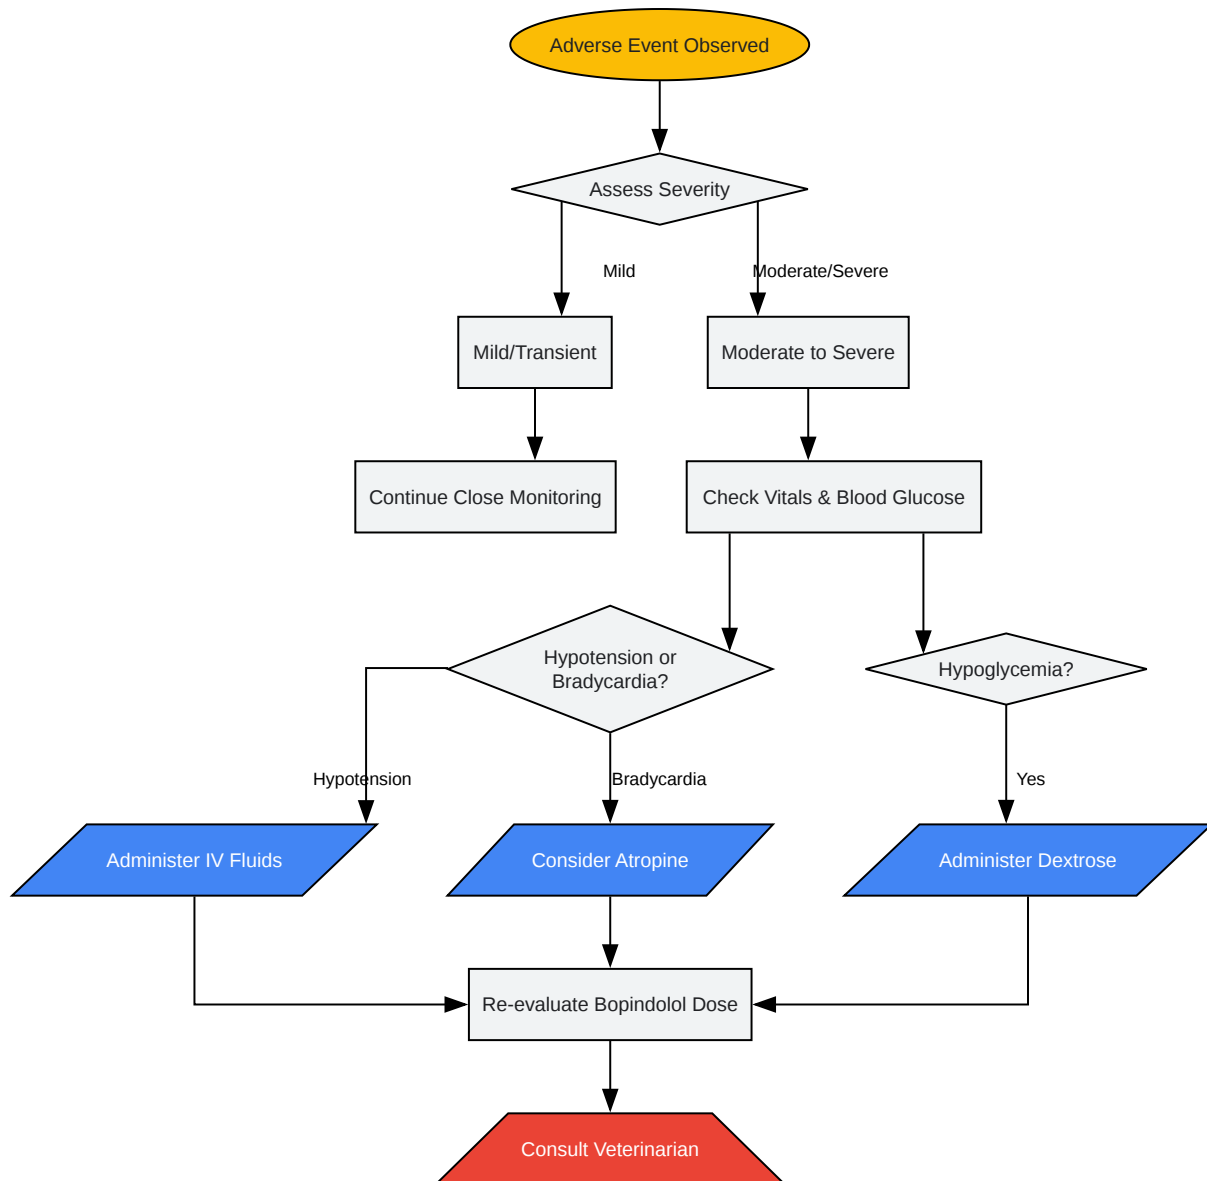 Adverse Event Observed
Assess Severity
Mild
Moderate/Severe
Mild/Transient
Moderate to Severe
Continue Close Monitoring
Check Vitals & Blood Glucose
Hypotension or
Bradycardia?
Hypoglycemia?
Hypotension
Bradycardia
Yes
Administer IV Fluids
Consider Atropine
Administer Dextrose
Re-evaluate Bopindolol Dose
Consult Veterinarian